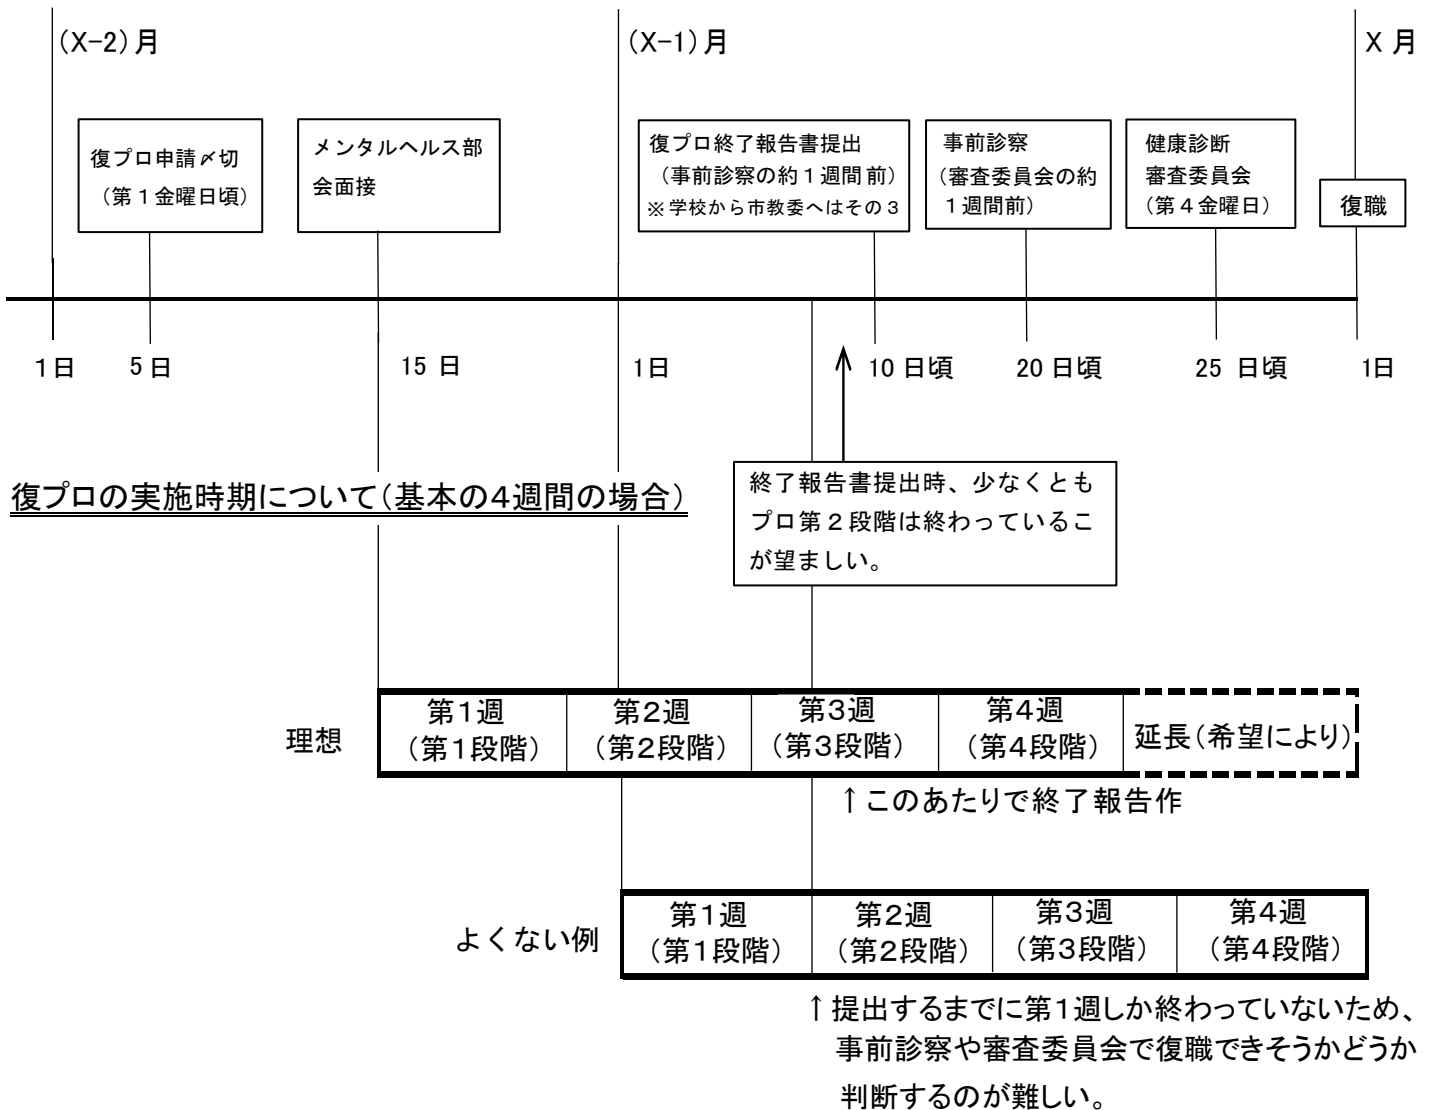 (X-2)月
(X-1)月
X 月
復プロ申請〆切
(第１金曜日頃)
メンタルヘルス部
会面接
復プロ終了報告書提出
(事前診察の約１週間前)
※学校から市教委へはその３
事前診察
(審査委員会の約
１週間前)
健康診断
審査委員会
(第４金曜日)
復職
1日
5日
15 日
1日
10 日頃
20 日頃
25 日頃
1日
復プロの実施時期について(基本の４週間の場合)
終了報告書提出時、少なくとも
プロ第２段階は終わっているこ
が望ましい。
理想
第１週
(第１段階)
第２週
(第２段階)
第３週
(第３段階)
第４週
(第４段階)
延長(希望により)
↑このあたりで終了報告作
よくない例
第１週
(第１段階)
第２週
(第２段階)
第３週
(第３段階)
第４週
(第４段階)
↑提出するまでに第１週しか終わっていないため、
事前診察や審査委員会で復職できそうかどうか
判断するのが難しい。